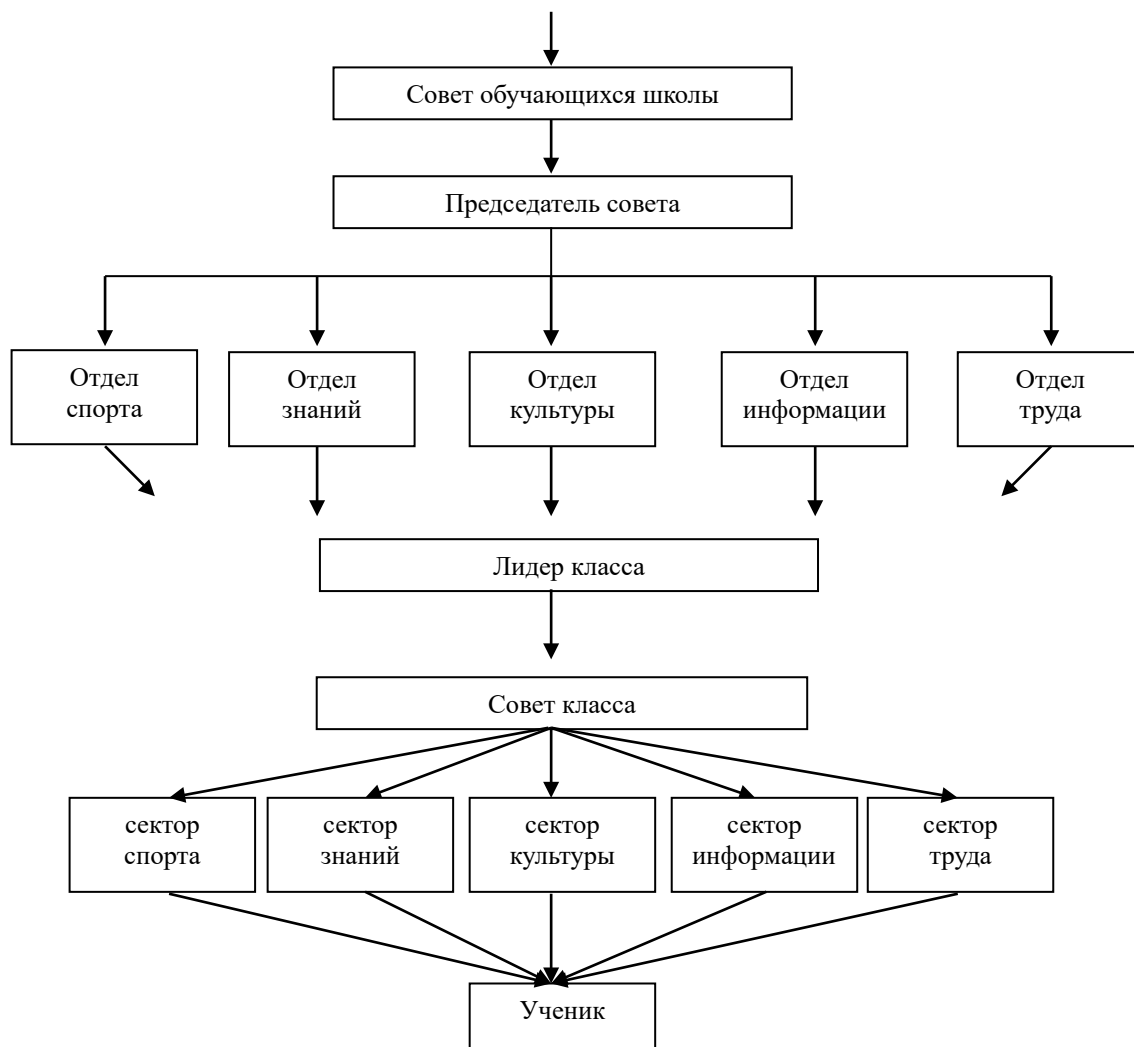 Совет обучающихся школы
Председатель совета
Отдел
спорта
Отдел
знаний
Отдел
культуры
Отдел
информации
Отдел
труда
Лидер класса
Совет класса
сектор
спорта
сектор
знаний
сектор
культуры
сектор
информации
сектор
труда
Ученик